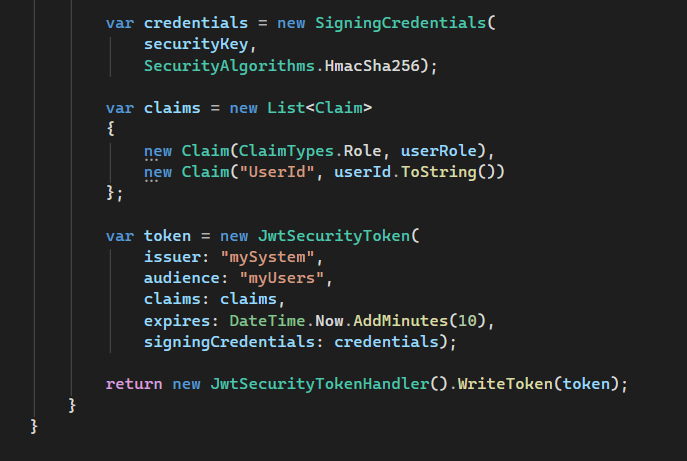 var credentials = new SigningCredentials(
securityKey,
SecurityAlgorithms.HmacSha256);
var claims = new List<Claim>
{
new Claim(ClaimTypes.Role, userRole),
new Claim("UserId", userId.ToString())
};
var token = new JwtSecurityToken(
issuer: "mySystem",
audience: "myUsers",
claims: claims,
expires: DateTime.Now.AddMinutes(10),
signingCredentials: credentials);
return new JwtSecurityTokenHandler().WriteToken(token);
}
}